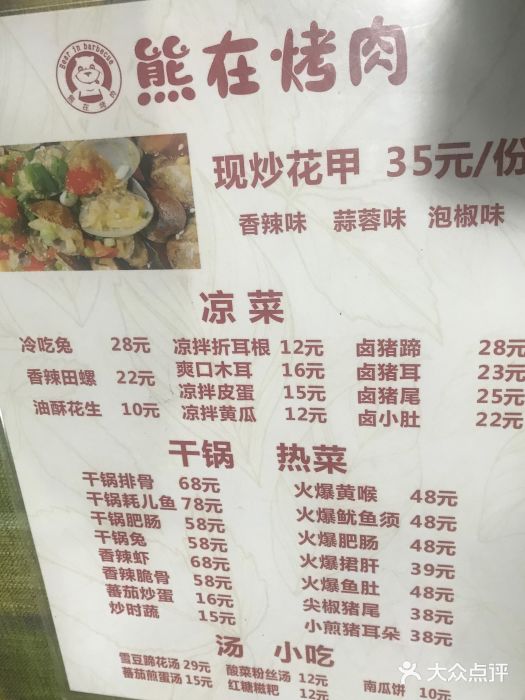 Bear in barbecue
熊在烤肉
熊在烤肉
现炒花甲 35元/份
香辣味 蒜蓉味 泡椒味
凉菜
冷吃兔 28元 凉拌折耳根 12元 卤猪蹄 28元
香辣田螺 22元 爽口木耳 16元 卤猪耳 23元
油酥花生 10元 凉拌皮蛋 15元 卤猪尾 25元
凉拌黄瓜 12元 卤小肚 22元
干锅 热菜
干锅排骨 68元 火爆黄喉 48元
干锅耗儿鱼 78元 火爆鱿鱼须 48元
干锅肥肠 58元 火爆肥肠 48元
干锅兔 58元 火爆捃肝 39元
香辣虾 68元 火爆鱼肚 48元
香辣脆骨 58元 尖椒猪尾 38元
蕃茄炒蛋 16元 小煎猪耳朵 38元
炒时蔬 15元
汤 小吃
雪豆蹄花汤 29元 酸菜粉丝汤 12元 南瓜饼 10元
蕃茄煎蛋汤 15元 红糖糍粑 12元
大众点评